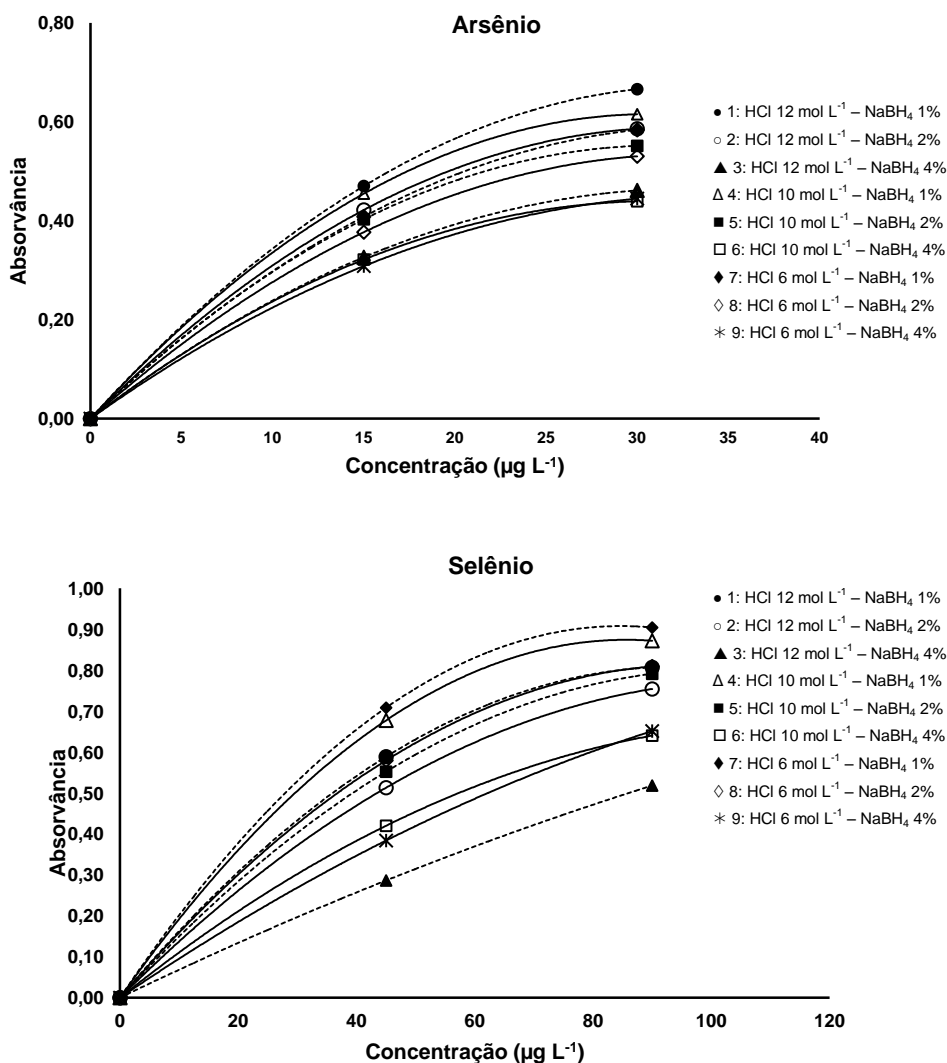 Arsênio
0,80
0,60
0,40
0,20
0,00
Absorvância
0 5 10 15 20 25 30 35 40
Concentração (µg L⁻¹)
● 1: HCl 12 mol L⁻¹ – NaBH₄ 1%
○ 2: HCl 12 mol L⁻¹ – NaBH₄ 2%
▲ 3: HCl 12 mol L⁻¹ – NaBH₄ 4%
△ 4: HCl 10 mol L⁻¹ – NaBH₄ 1%
■ 5: HCl 10 mol L⁻¹ – NaBH₄ 2%
□ 6: HCl 10 mol L⁻¹ – NaBH₄ 4%
◆ 7: HCl 6 mol L⁻¹ – NaBH₄ 1%
◇ 8: HCl 6 mol L⁻¹ – NaBH₄ 2%
✳ 9: HCl 6 mol L⁻¹ – NaBH₄ 4%
Selênio
1,00
0,90
0,80
0,70
0,60
0,50
0,40
0,30
0,20
0,10
0,00
Absorvância
0 20 40 60 80 100 120
Concentração (µg L⁻¹)
● 1: HCl 12 mol L⁻¹ – NaBH₄ 1%
○ 2: HCl 12 mol L⁻¹ – NaBH₄ 2%
▲ 3: HCl 12 mol L⁻¹ – NaBH₄ 4%
△ 4: HCl 10 mol L⁻¹ – NaBH₄ 1%
■ 5: HCl 10 mol L⁻¹ – NaBH₄ 2%
□ 6: HCl 10 mol L⁻¹ – NaBH₄ 4%
◆ 7: HCl 6 mol L⁻¹ – NaBH₄ 1%
◇ 8: HCl 6 mol L⁻¹ – NaBH₄ 2%
✳ 9: HCl 6 mol L⁻¹ – NaBH₄ 4%